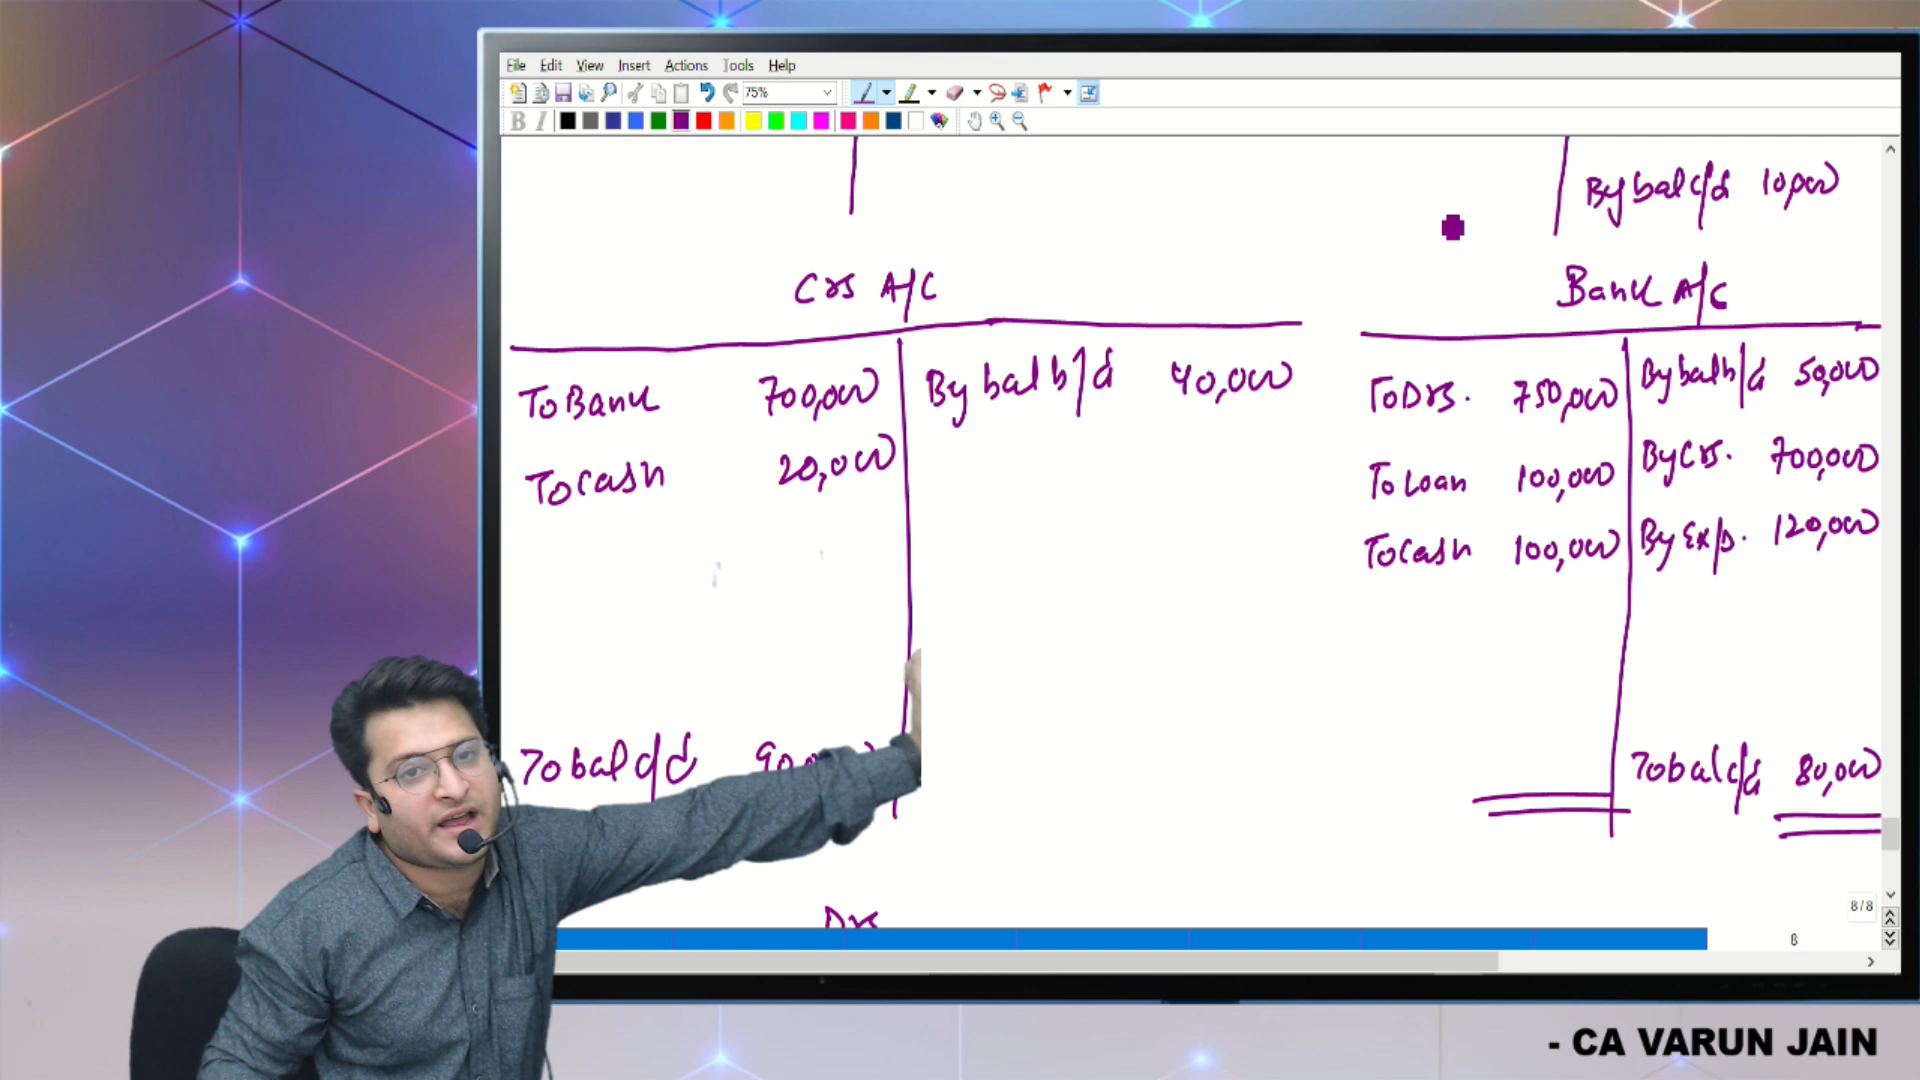 File Edit View Insert Actions Tools Help
75%
B I
By bal c/d 10,000
Crs A/C
To Bank 700,000 By bal b/d 40,000
To Cash 20,000
To bal c/d
Bank A/C
To Drs. 750,000 By bal b/d 50,000
To Loan 100,000 By Crs. 700,000
To Cash 100,000 By Exp. 120,000
To bal c/d 80,000
Drs
8/8
8
- CA VARUN JAIN